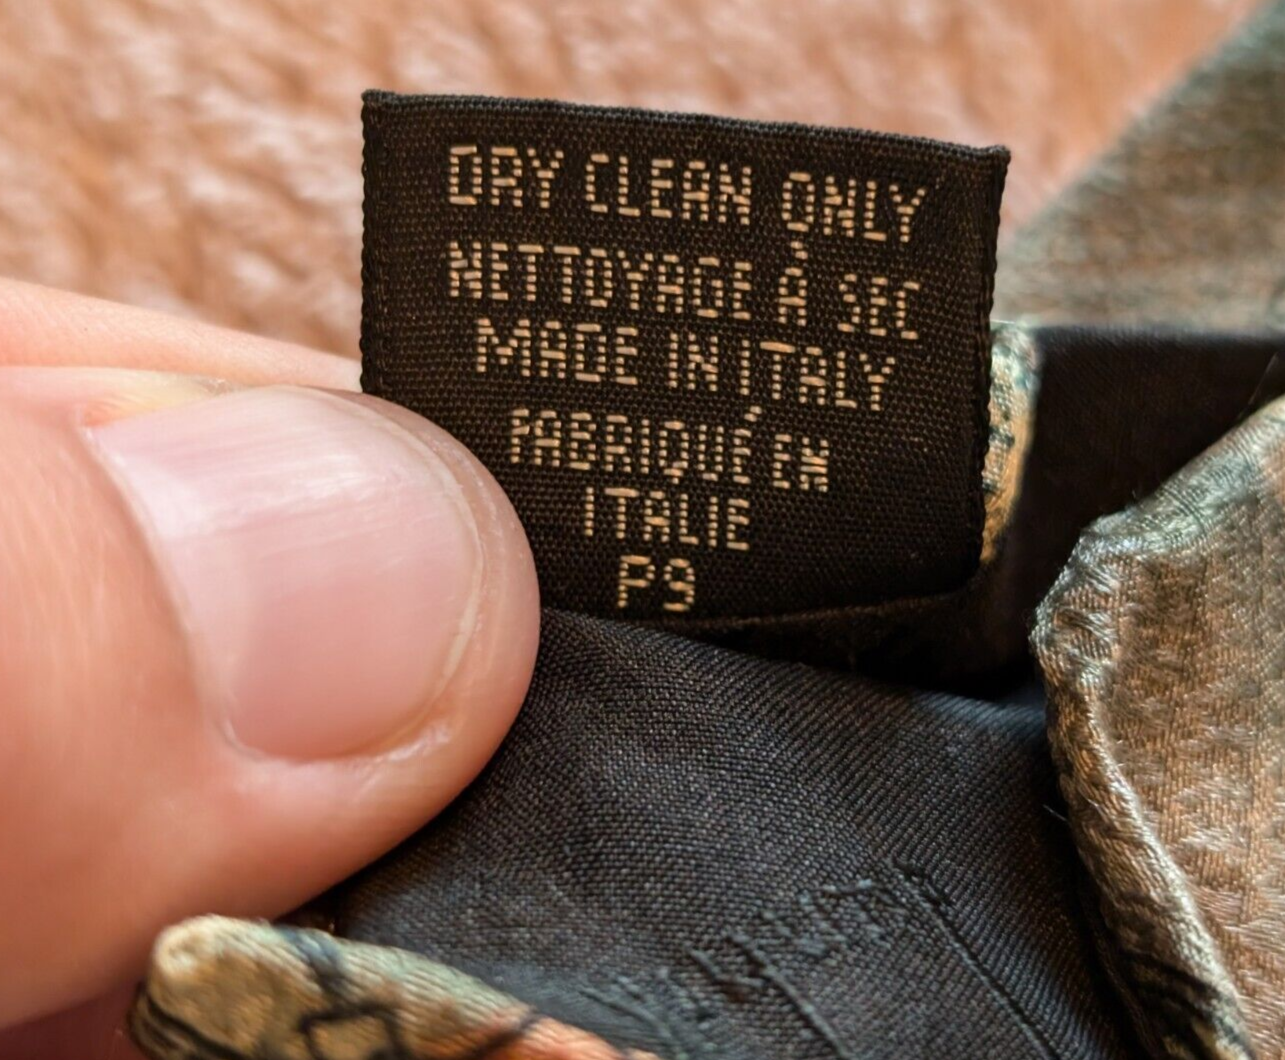 DRY CLEAN ONLY
NETTOYAGE À SEC
MADE IN ITALY
FABRIQUÉ EN
ITALIE
P9